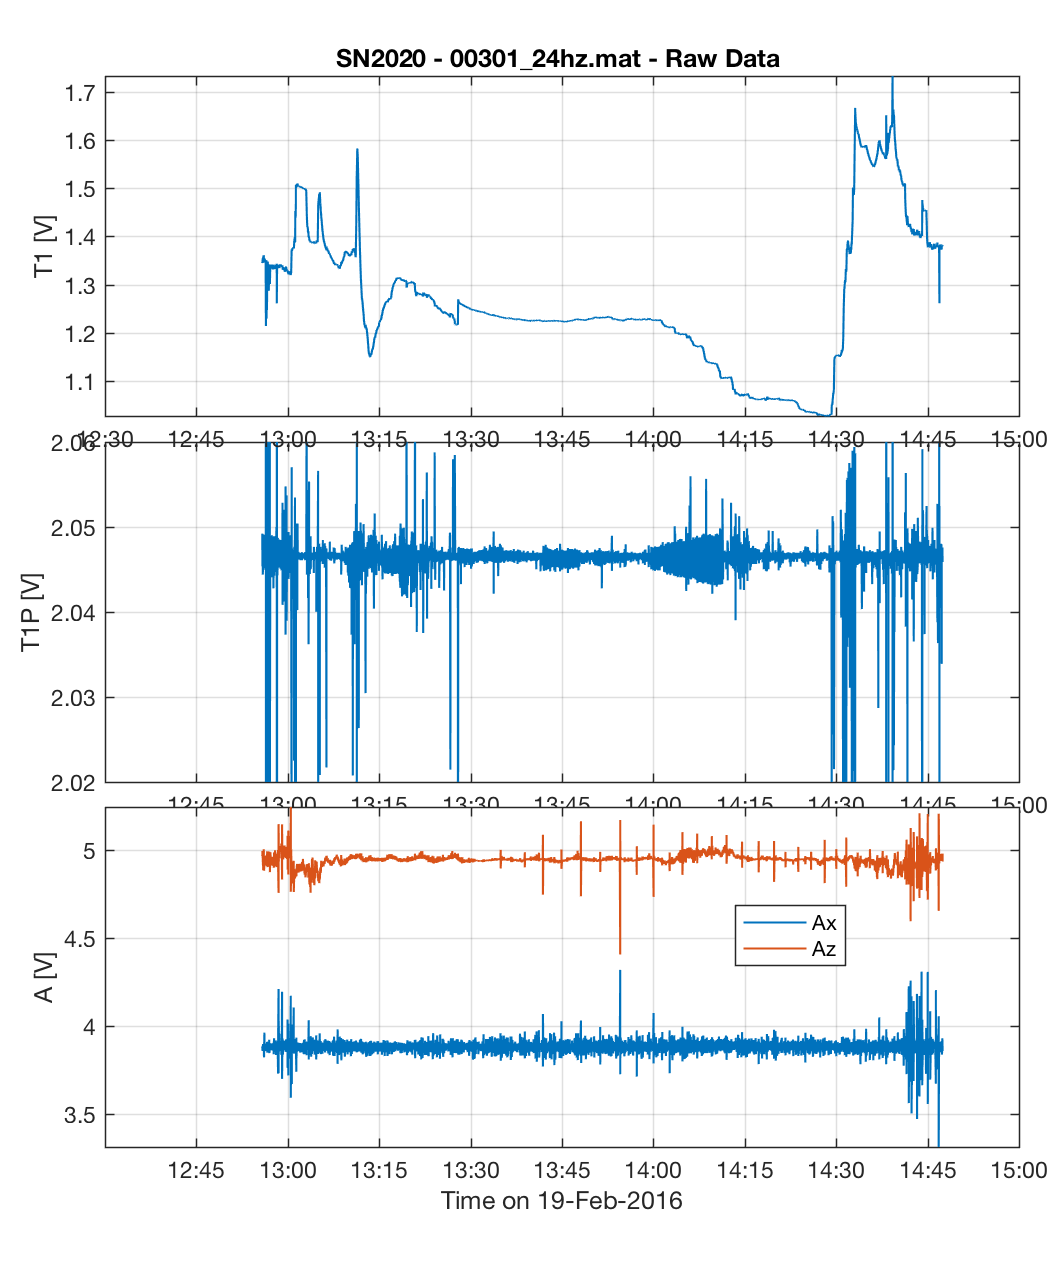 SN2020 - 00301_24hz.mat - Raw Data
1.7
1.6
1.5
1.4
1.3
1.2
1.1
T1 [V]
12:30 12:45 13:00 13:15 13:30 13:45 14:00 14:15 14:30 14:45 15:00
2.06
2.05
2.04
2.03
2.02
T1P [V]
12:45 13:00 13:15 13:30 13:45 14:00 14:15 14:30 14:45 15:00
5
4.5
4
3.5
A [V]
Ax
Az
12:45 13:00 13:15 13:30 13:45 14:00 14:15 14:30 14:45 15:00
Time on 19-Feb-2016